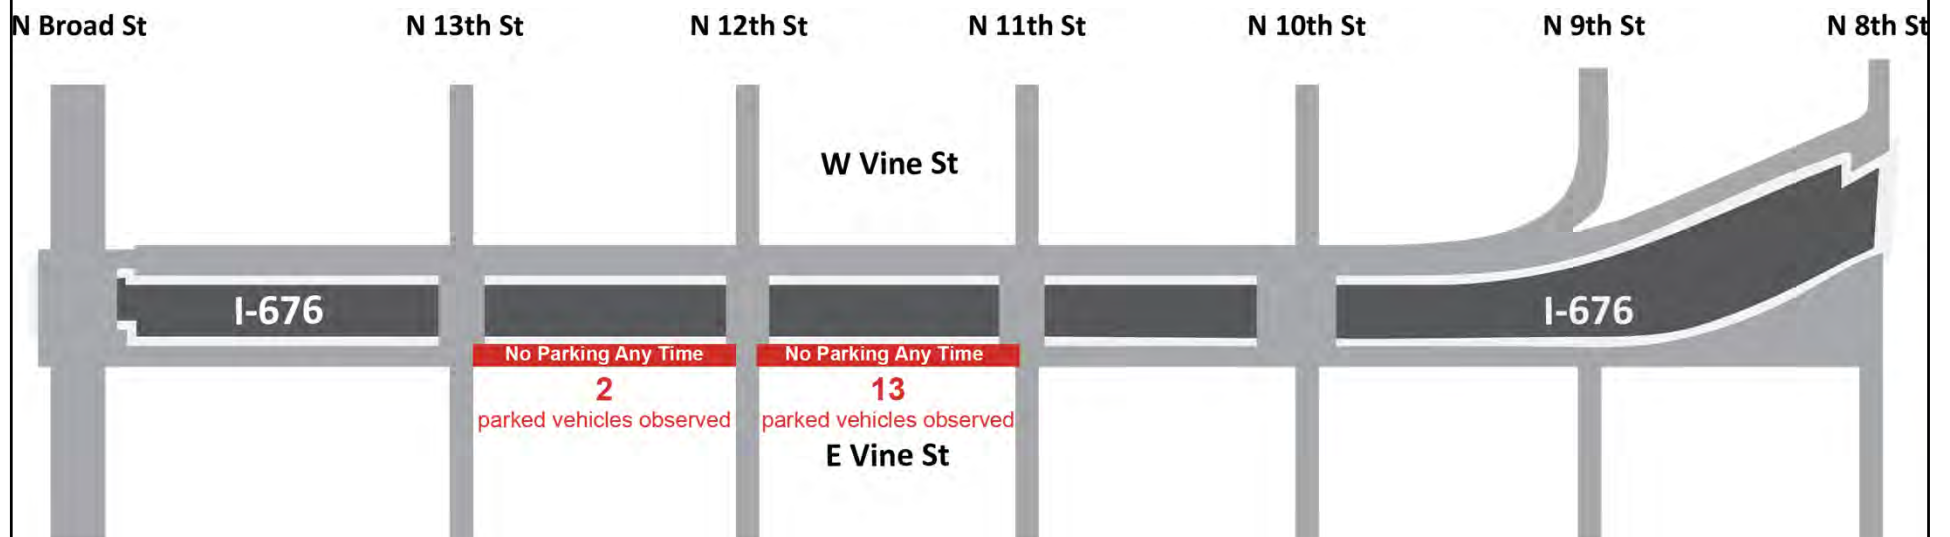 N Broad St
N 13th St
N 12th St
N 11th St
N 10th St
N 9th St
N 8th St
W Vine St
I-676
I-676
No Parking Any Time
No Parking Any Time
2
13
parked vehicles observed
parked vehicles observed
E Vine St